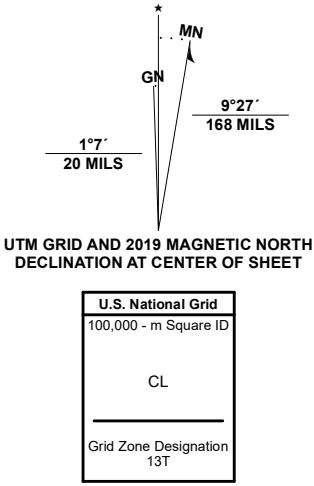 ★
MN
GN
9°27´
168 MILS
1°7´
20 MILS
UTM GRID AND 2019 MAGNETIC NORTH
DECLINATION AT CENTER OF SHEET
U.S. National Grid
100,000 - m Square ID
CL
Grid Zone Designation
13T